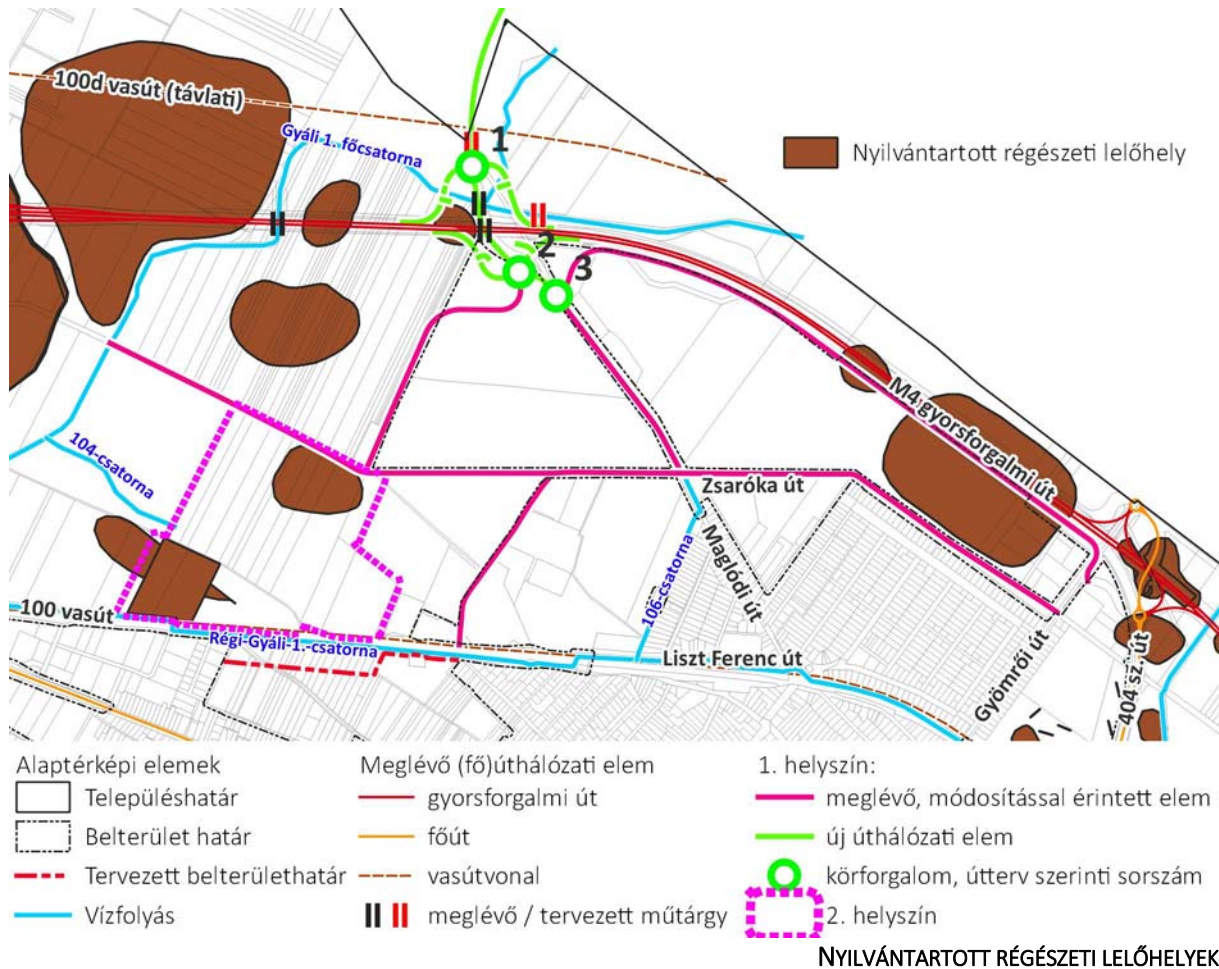 100d vasút (távlati)
Gyáli 1. főcsatorna
1
Nyilvántartott régészeti lelőhely
2
3
M4 gyorsforgalmi út
104-csatorna
Zsaróka út
Maglódi út
106-csatorna
100 vasút
Régi-Gyáli-1.-csatorna
Liszt Ferenc út
Gyömrői út
404 sz. út
Alaptérképi elemek
Településhatár
Belterület határ
Tervezett belterülethatár
Vízfolyás
Meglévő (fő)úthálózati elem
gyorsforgalmi út
főút
vasútvonal
meglévő / tervezett műtárgy
1. helyszín:
meglévő, módosítással érintett elem
új úthálózati elem
körforgalom, útterv szerinti sorszám
2. helyszín
NYILVÁNTARTOTT RÉGÉSZETI LELŐHELYEK